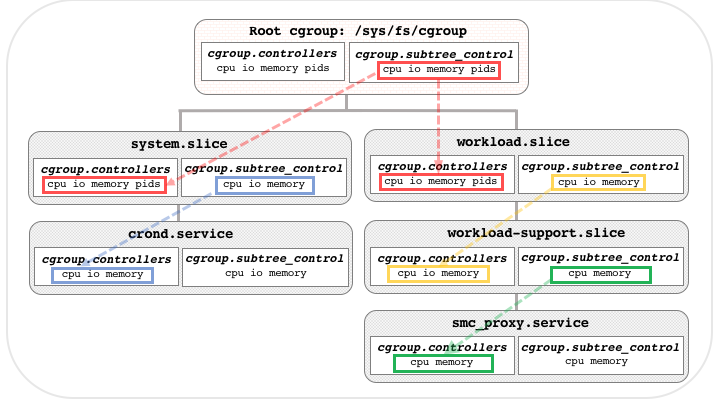 Root cgroup: /sys/fs/cgroup
cgroup.controllers
cpu io memory pids
cgroup.subtree_control
cpu io memory pids
system.slice
cgroup.controllers
cpu io memory pids
cgroup.subtree_control
cpu io memory
workload.slice
cgroup.controllers
cpu io memory pids
cgroup.subtree_control
cpu io memory
crond.service
cgroup.controllers
cpu io memory
cgroup.subtree_control
cpu io memory
workload-support.slice
cgroup.controllers
cpu io memory
cgroup.subtree_control
cpu memory
smc_proxy.service
cgroup.controllers
cpu memory
cgroup.subtree_control
cpu memory